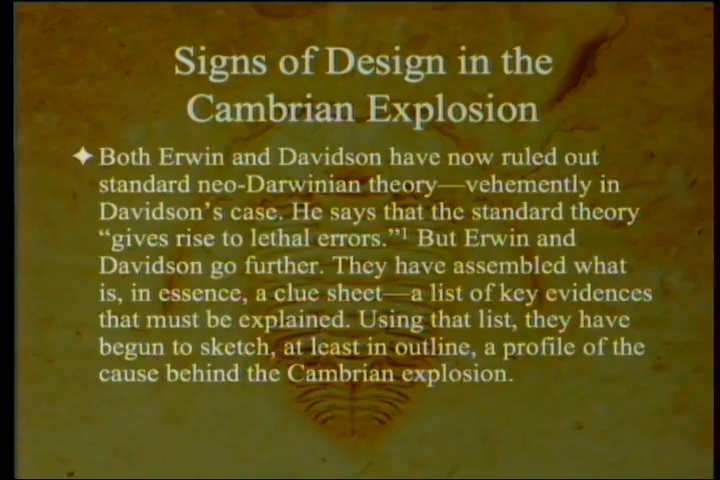 Signs of Design in the
Cambrian Explosion
✦ Both Erwin and Davidson have now ruled out
standard neo-Darwinian theory—vehemently in
Davidson's case. He says that the standard theory
“gives rise to lethal errors.”¹ But Erwin and
Davidson go further. They have assembled what
is, in essence, a clue sheet—a list of key evidences
that must be explained. Using that list, they have
begun to sketch, at least in outline, a profile of the
cause behind the Cambrian explosion.